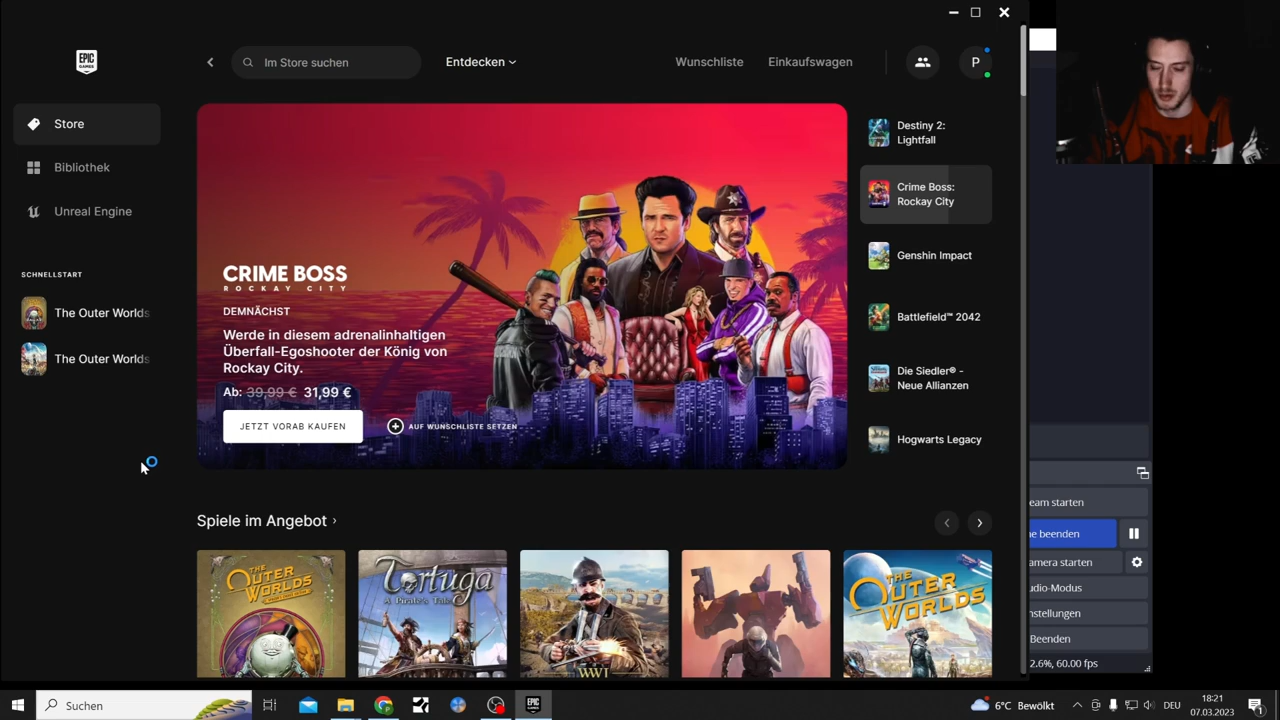 EPIC
GAMES
Im Store suchen
Entdecken
Wunschliste
Einkaufswagen
P
Store
Bibliothek
Unreal Engine
SCHNELLSTART
The Outer Worlds
The Outer Worlds
CRIME BOSS
ROCKAY CITY
DEMNÄCHST
Werde in diesem adrenalinhaltigen
Überfall-Egoshooter der König von
Rockay City.
Ab: 39,99 € 31,99 €
JETZT VORAB KAUFEN
AUF WUNSCHLISTE SETZEN
Destiny 2:
Lightfall
Crime Boss:
Rockay City
Genshin Impact
Battlefield™ 2042
Die Siedler® -
Neue Allianzen
Hogwarts Legacy
Spiele im Angebot
THE
OUTER
WORLDS
Tortuga
A Pirate's Tale
WWI
THE
OUTER
WORLDS
eam starten
ne beenden
amera starten
udio-Modus
nstellungen
Beenden
2.6%, 60.00 fps
Suchen
6°C Bewölkt
DEU
18:21
07.03.2023
1